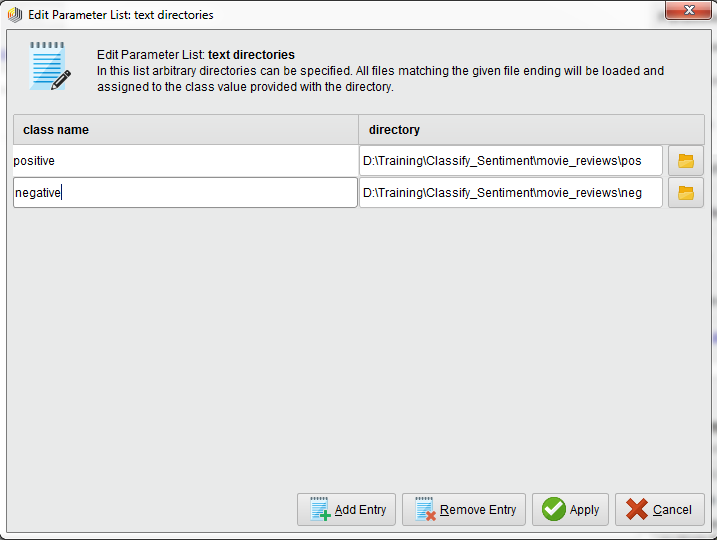 Edit Parameter List: text directories
Edit Parameter List: text directories
In this list arbitrary directories can be specified. All files matching the given file ending will be loaded and
assigned to the class value provided with the directory.
class name directory
positive D:\Training\Classify_Sentiment\movie_reviews\pos
negative D:\Training\Classify_Sentiment\movie_reviews\neg
Add Entry Remove Entry Apply Cancel